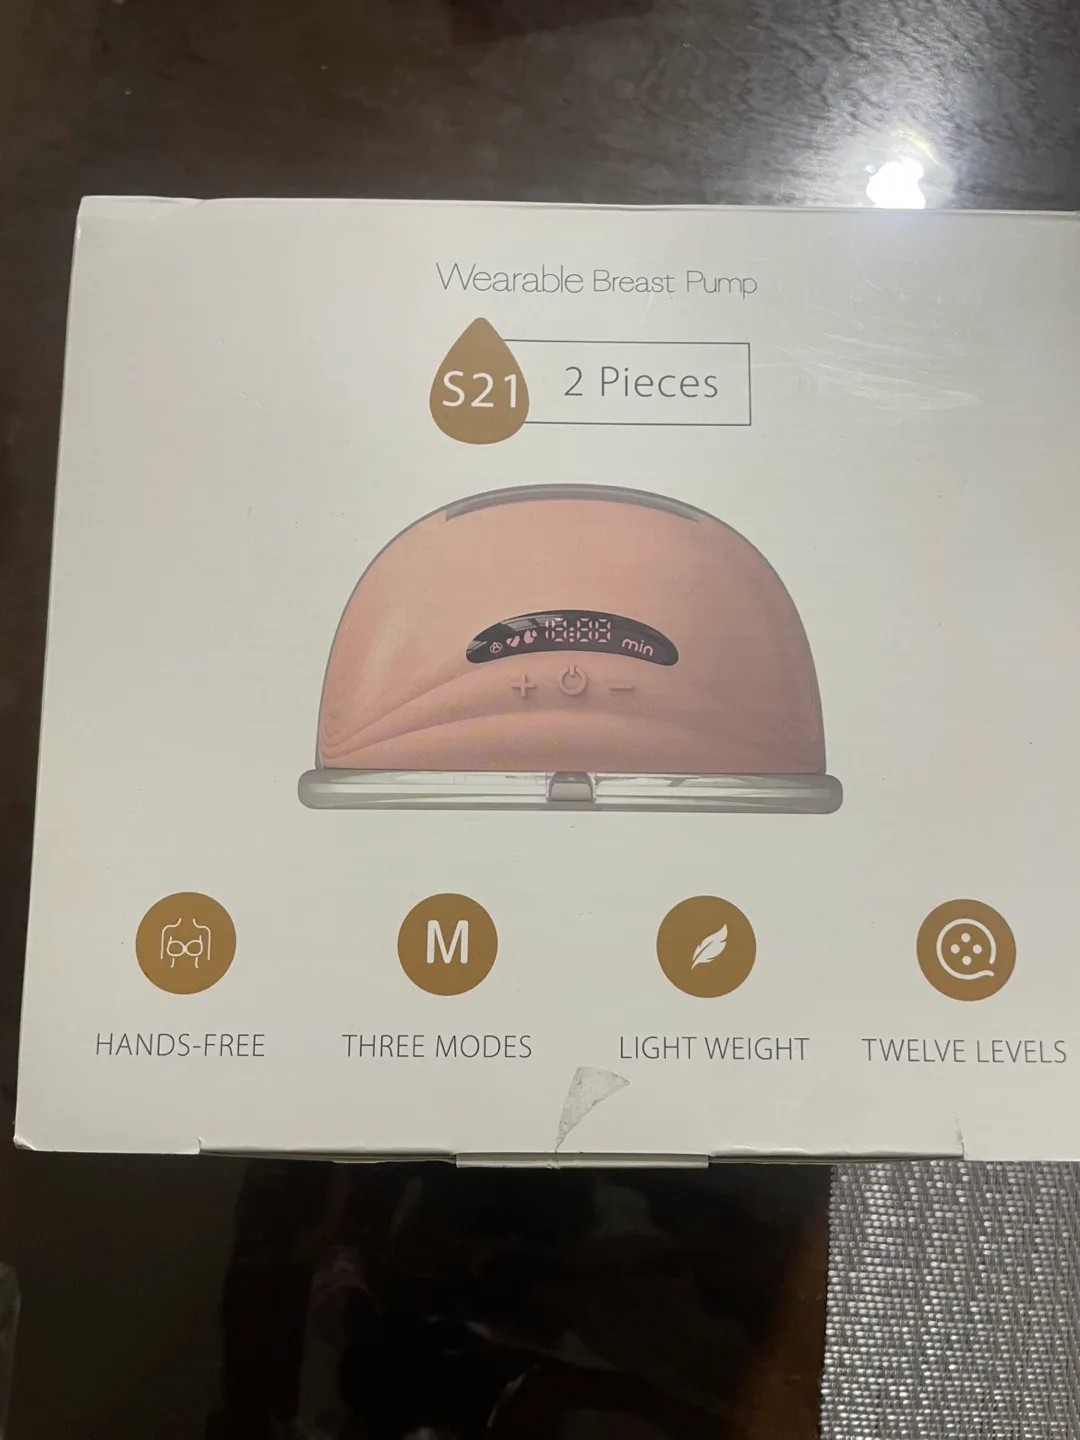 Wearable Breast Pump
S21 2 Pieces
min
+ −
M
HANDS-FREE THREE MODES LIGHT WEIGHT TWELVE LEVELS